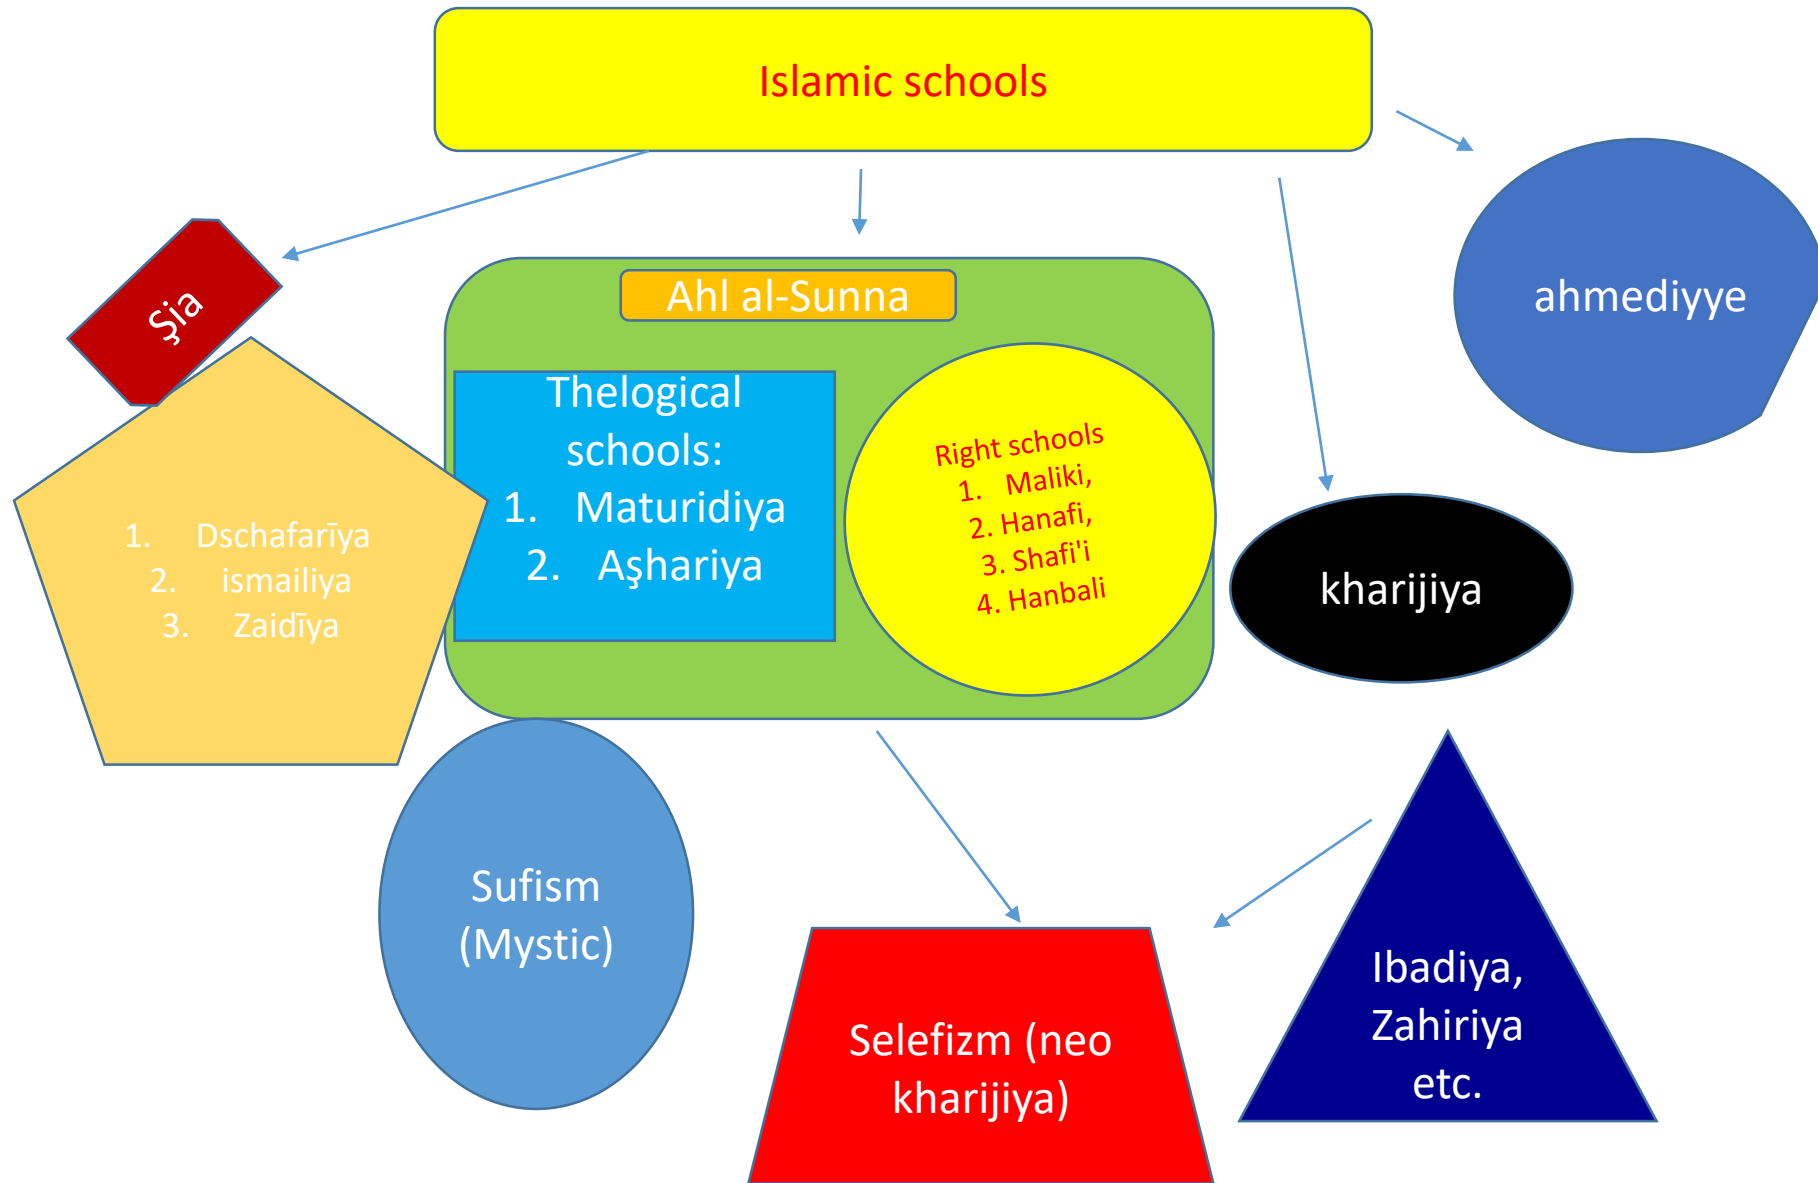 Islamic schools
Şia
Ahl al-Sunna
ahmediyye
Thelogical
schools:
1. Maturidiya
2. Aşhariya
Right schools
1. Maliki,
2. Hanafi,
3. Shafi'i
4. Hanbali
1. Dschafarīya
2. ismailiya
3. Zaidīya
kharijiya
Sufism
(Mystic)
Selefizm (neo
kharijiya)
Ibadiya,
Zahiriya
etc.